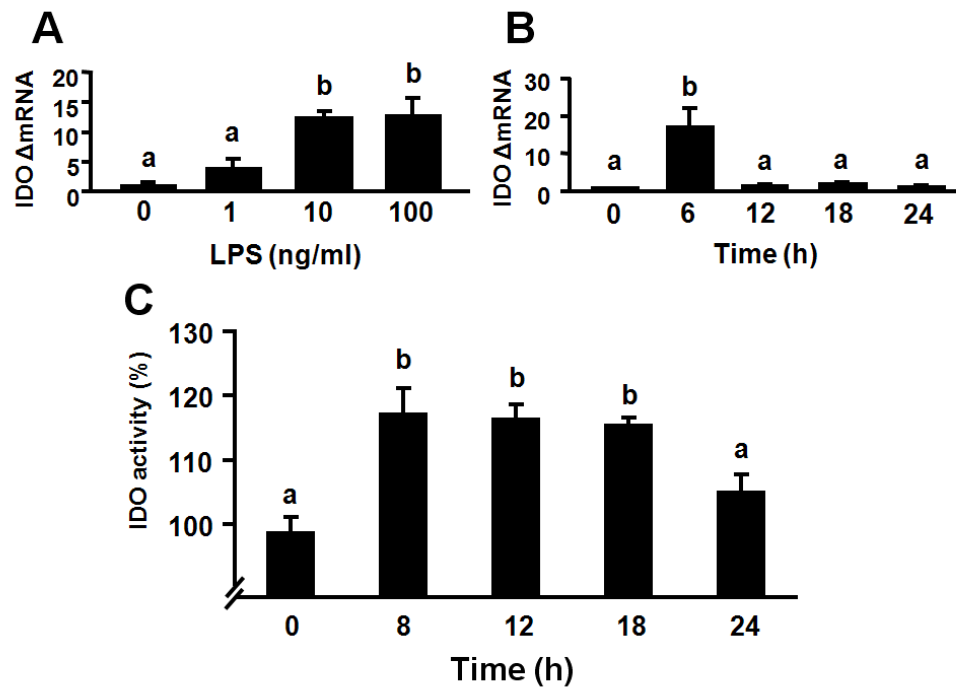 A
IDO ΔmRNA
20
15
10
5
0
a
a
b
b
0 1 10 100
LPS (ng/ml)
B
IDO ΔmRNA
30
20
10
0
a
b
a
a
a
0 6 12 18 24
Time (h)
C
IDO activity (%)
130
120
110
100
a
b
b
b
a
0 8 12 18 24
Time (h)